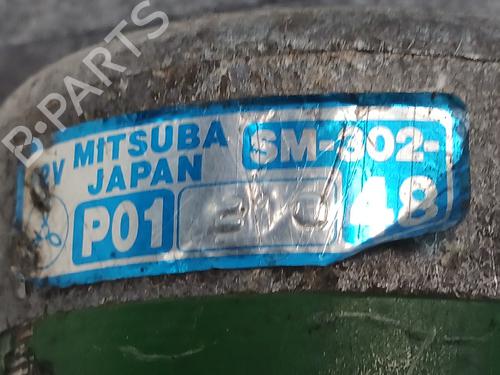 B-PARTS
MITSUBA SM-302-
JAPAN
P01 48